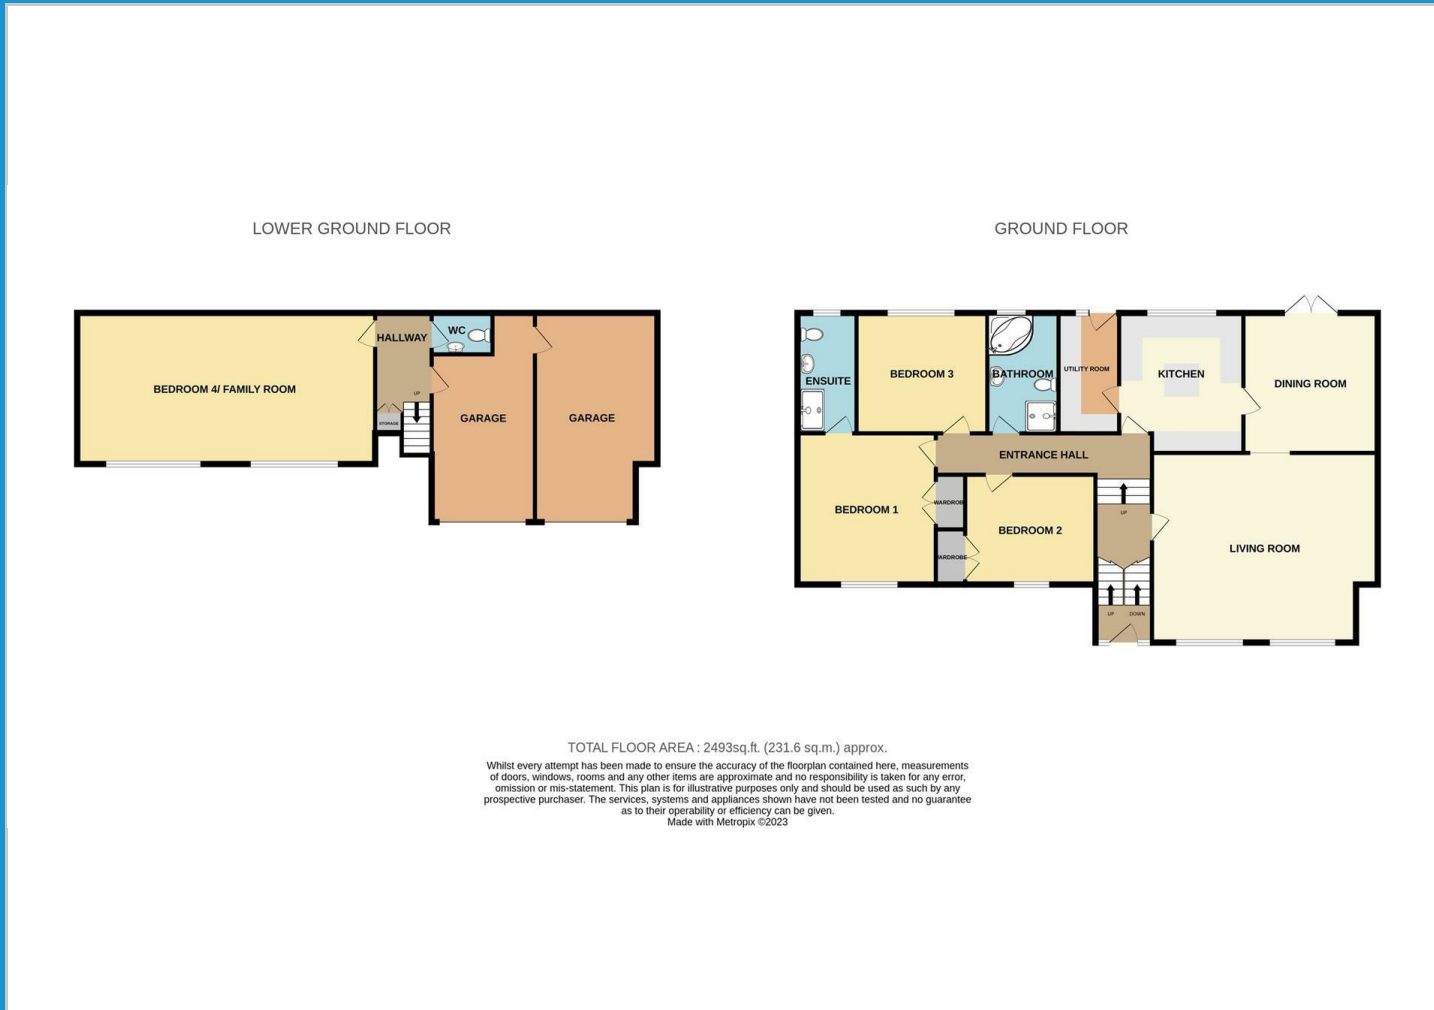 LOWER GROUND FLOOR
BEDROOM 4/ FAMILY ROOM
HALLWAY
WC
UP
STORAGE
GARAGE
GARAGE
GROUND FLOOR
ENSUITE
BEDROOM 3
BATHROOM
UTILITY ROOM
KITCHEN
DINING ROOM
ENTRANCE HALL
BEDROOM 1
WARDROBE
WARDROBE
BEDROOM 2
UP
LIVING ROOM
UP
DOWN
TOTAL FLOOR AREA : 2493sq.ft. (231.6 sq.m.) approx.
Whilst every attempt has been made to ensure the accuracy of the floorplan contained here, measurements
of doors, windows, rooms and any other items are approximate and no responsibility is taken for any error,
omission or mis-statement. This plan is for illustrative purposes only and should be used as such by any
prospective purchaser. The services, systems and appliances shown have not been tested and no guarantee
as to their operability or efficiency can be given.
Made with Metropix ©2023